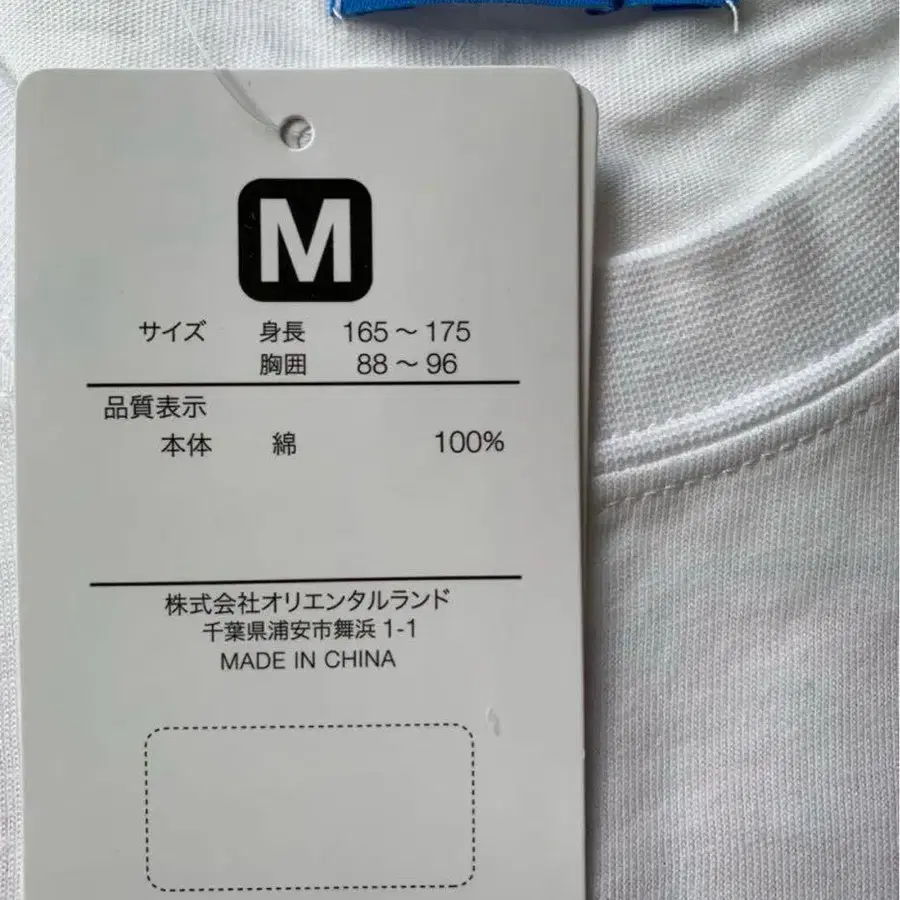 M
サイズ 身長 165～175
胸囲 88～96
品質表示
本体 綿 100%
株式会社オリエンタルランド
千葉県浦安市舞浜 1-1
MADE IN CHINA